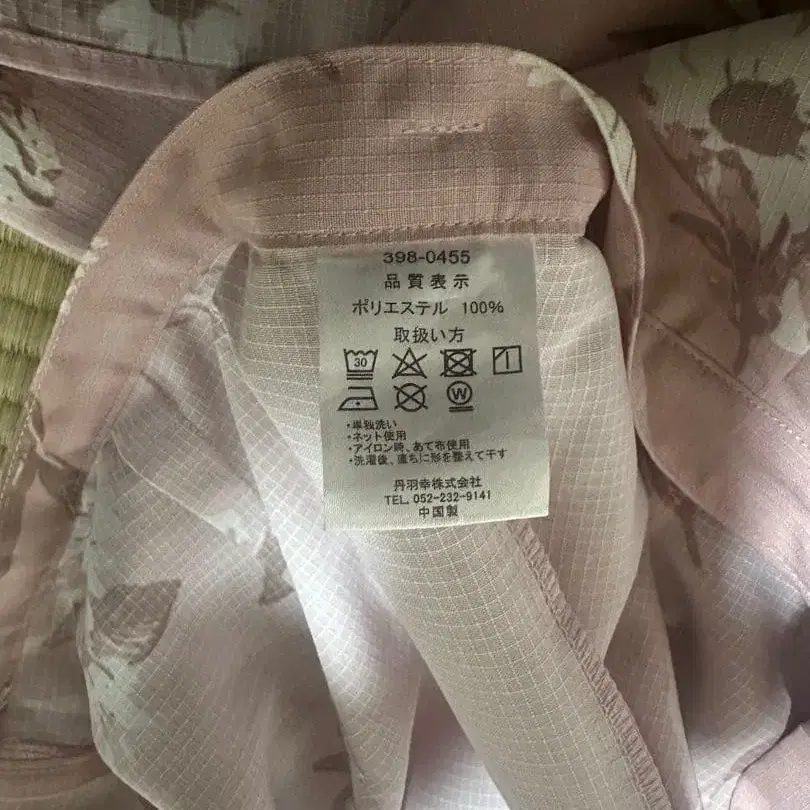 398-0455
品質表示
ポリエステル 100%
取扱い方
30
W
・単独洗い
・ネット使用
・アイロン時、あて布使用
・洗濯後、直ちに形を整えて干す
丹羽幸株式会社
TEL. 052-232-9141
中国製